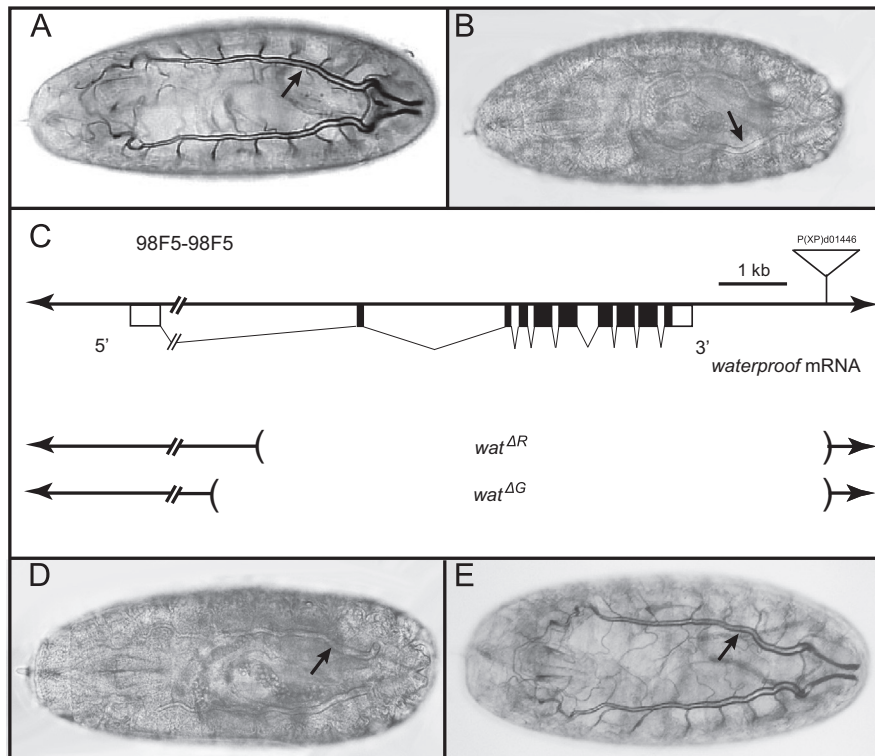 A
B
C
98F5-98F5
P(XP)d01446
1 kb
5’
3’
waterproof mRNA
wat ΔR
wat ΔG
D
E